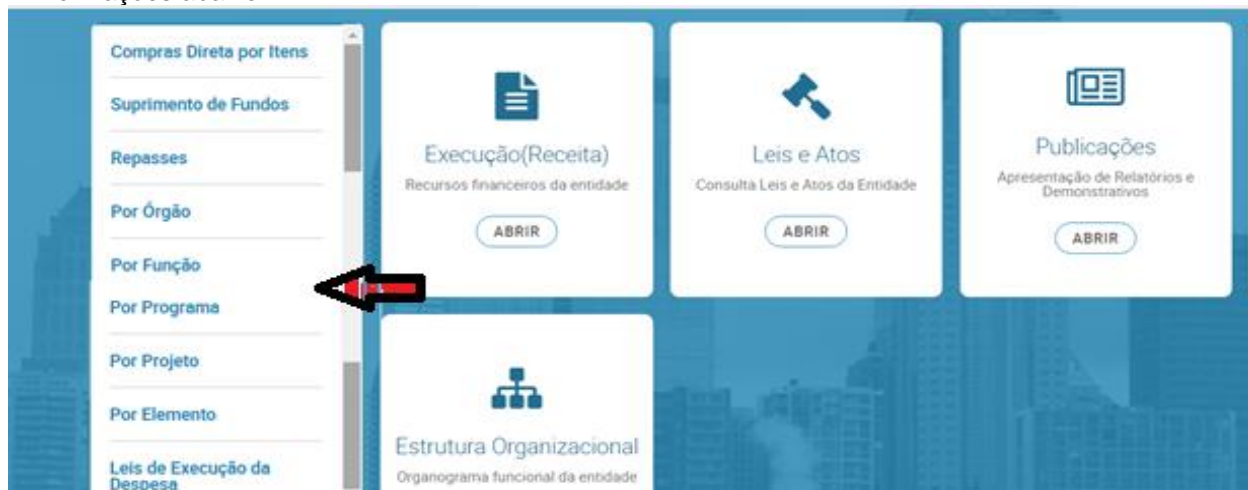 Compras Direta por Itens
Suprimento de Fundos
Repasses
Por Órgão
Por Função
Por Programa
Por Projeto
Por Elemento
Leis de Execução da
Despesa
Execução(Receita)
Recursos financeiros da entidade
ABRIR
Leis e Atos
Consulta Leis e Atos da Entidade
ABRIR
Publicações
Apresentação de Relatórios e
Demonstrativos
ABRIR
Estrutura Organizacional
Organograma funcional da entidade